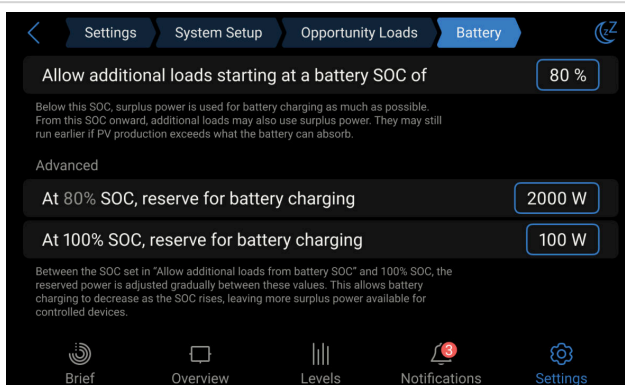 Settings
System Setup
Opportunity Loads
Battery
Allow additional loads starting at a battery SOC of
80 %
Below this SOC, surplus power is used for battery charging as much as possible.
From this SOC onward, additional loads may also use surplus power. They may still
run earlier if PV production exceeds what the battery can absorb.
Advanced
At 80% SOC, reserve for battery charging
2000 W
At 100% SOC, reserve for battery charging
100 W
Between the SOC set in “Allow additional loads from battery SOC” and 100% SOC, the
reserved power is adjusted gradually between these values. This allows battery
charging to decrease as the SOC rises, leaving more surplus power available for
controlled devices.
3
Brief
Overview
Levels
Notifications
Settings